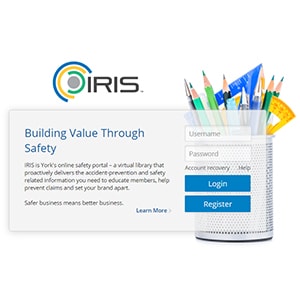 IRIS™
Building Value Through
Safety
IRIS is York's online safety portal – a virtual library that
proactively delivers the accident-prevention and safety
related information you need to educate members, help
prevent claims and set your brand apart.
Safer business means better business.
Learn More ›
Username
Password
Account recovery Help
Login
Register